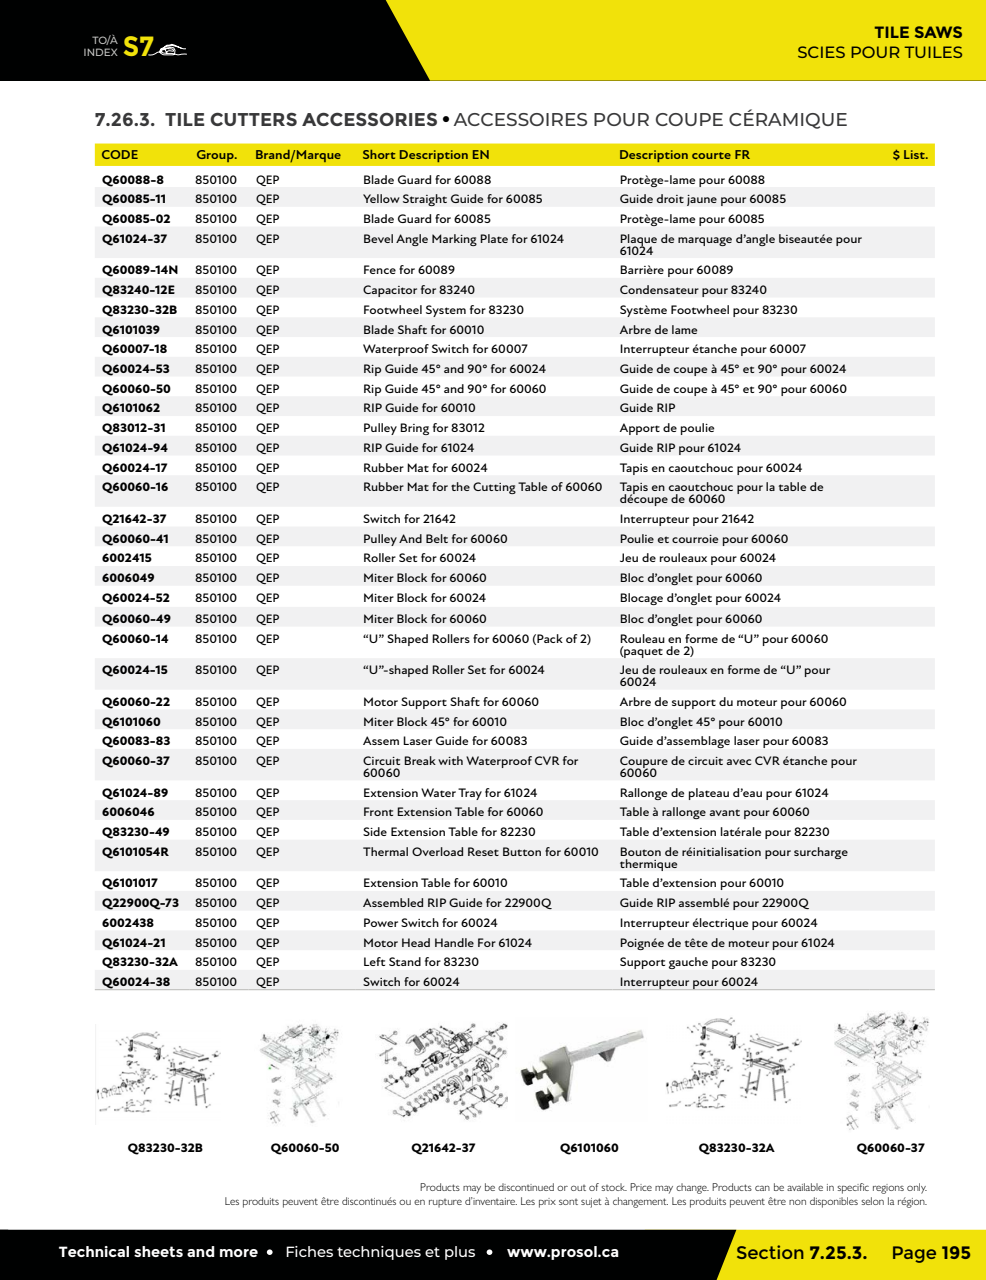 TO/À
INDEX S7
TILE SAWS
SCIES POUR TUILES
7.26.3. TILE CUTTERS ACCESSORIES • ACCESSOIRES POUR COUPE CÉRAMIQUE
CODE Group. Brand/Marque Short Description EN Description courte FR $ List.
Q60088-8 850100 QEP Blade Guard for 60088 Protège-lame pour 60088
Q60085-11 850100 QEP Yellow Straight Guide for 60085 Guide droit jaune pour 60085
Q60085-02 850100 QEP Blade Guard for 60085 Protège-lame pour 60085
Q61024-37 850100 QEP Bevel Angle Marking Plate for 61024 Plaque de marquage d'angle biseautée pour
61024
Q60089-14N 850100 QEP Fence for 60089 Barrière pour 60089
Q83240-12E 850100 QEP Capacitor for 83240 Condensateur pour 83240
Q83230-32B 850100 QEP Footwheel System for 83230 Système Footwheel pour 83230
Q6101039 850100 QEP Blade Shaft for 60010 Arbre de lame
Q60007-18 850100 QEP Waterproof Switch for 60007 Interrupteur étanche pour 60007
Q60024-53 850100 QEP Rip Guide 45° and 90° for 60024 Guide de coupe à 45° et 90° pour 60024
Q60060-50 850100 QEP Rip Guide 45° and 90° for 60060 Guide de coupe à 45° et 90° pour 60060
Q6101062 850100 QEP RIP Guide for 60010 Guide RIP
Q83012-31 850100 QEP Pulley Bring for 83012 Apport de poulie
Q61024-94 850100 QEP RIP Guide for 61024 Guide RIP pour 61024
Q60024-17 850100 QEP Rubber Mat for 60024 Tapis en caoutchouc pour 60024
Q60060-16 850100 QEP Rubber Mat for the Cutting Table of 60060 Tapis en caoutchouc pour la table de
découpe de 60060
Q21642-37 850100 QEP Switch for 21642 Interrupteur pour 21642
Q60060-41 850100 QEP Pulley And Belt for 60060 Poulie et courroie pour 60060
6002415 850100 QEP Roller Set for 60024 Jeu de rouleaux pour 60024
6006049 850100 QEP Miter Block for 60060 Bloc d'onglet pour 60060
Q60024-52 850100 QEP Miter Block for 60024 Blocage d'onglet pour 60024
Q60060-49 850100 QEP Miter Block for 60060 Bloc d'onglet pour 60060
Q60060-14 850100 QEP “U” Shaped Rollers for 60060 (Pack of 2) Rouleau en forme de “U” pour 60060
(paquet de 2)
Q60024-15 850100 QEP “U”-shaped Roller Set for 60024 Jeu de rouleaux en forme de “U” pour
60024
Q60060-22 850100 QEP Motor Support Shaft for 60060 Arbre de support du moteur pour 60060
Q6101060 850100 QEP Miter Block 45° for 60010 Bloc d'onglet 45° pour 60010
Q60083-83 850100 QEP Assem Laser Guide for 60083 Guide d'assemblage laser pour 60083
Q60060-37 850100 QEP Circuit Break with Waterproof CVR for Coupure de circuit avec CVR étanche pour
60060 60060
Q61024-89 850100 QEP Extension Water Tray for 61024 Rallonge de plateau d'eau pour 61024
6006046 850100 QEP Front Extension Table for 60060 Table à rallonge avant pour 60060
Q83230-49 850100 QEP Side Extension Table for 82230 Table d'extension latérale pour 82230
Q6101054R 850100 QEP Thermal Overload Reset Button for 60010 Bouton de réinitialisation pour surcharge
thermique
Q6101017 850100 QEP Extension Table for 60010 Table d'extension pour 60010
Q22900Q-73 850100 QEP Assembled RIP Guide for 22900Q Guide RIP assemblé pour 22900Q
6002438 850100 QEP Power Switch for 60024 Interrupteur électrique pour 60024
Q61024-21 850100 QEP Motor Head Handle For 61024 Poignée de tête de moteur pour 61024
Q83230-32A 850100 QEP Left Stand for 83230 Support gauche pour 83230
Q60024-38 850100 QEP Switch for 60024 Interrupteur pour 60024
Q83230-32B Q60060-50 Q21642-37 Q6101060 Q83230-32A Q60060-37
Products may be discontinued or out of stock. Price may change. Products can be available in specific regions only.
Les produits peuvent être discontinués ou en rupture d'inventaire. Les prix sont sujet à changement. Les produits peuvent être non disponibles selon la région.
Technical sheets and more • Fiches techniques et plus • www.prosol.ca
Section 7.25.3. Page 195